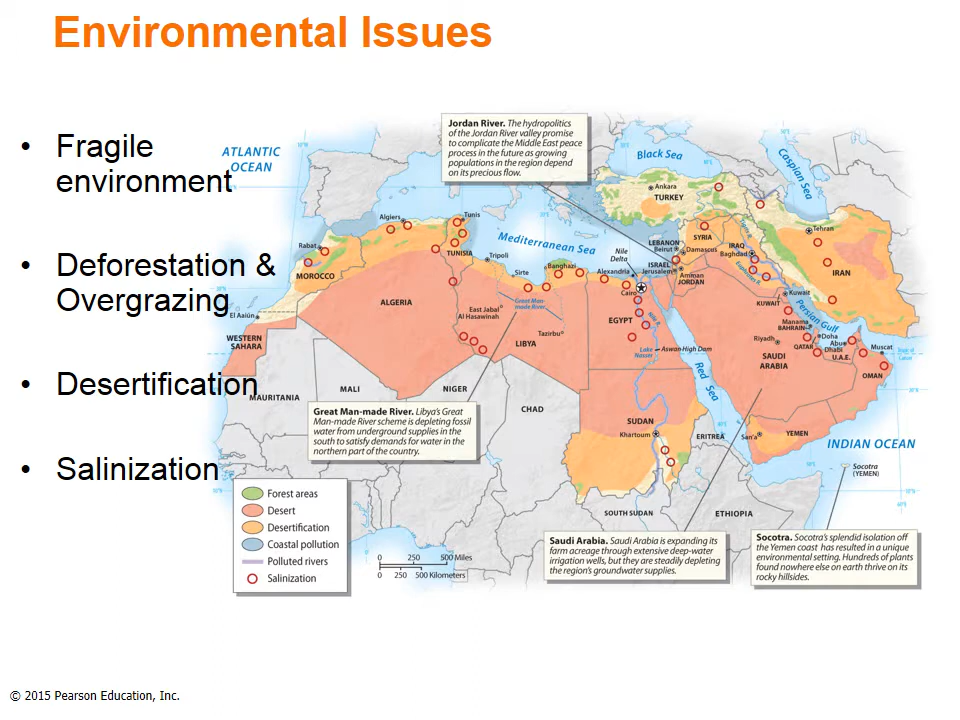 Environmental Issues
• Fragile
environment
• Deforestation &
Overgrazing
• Desertification
• Salinization
Jordan River. The hydropolitics
of the Jordan River valley promise
to complicate the Middle East peace
process in the future as growing
populations in the region depend
on its precious flow.
ATLANTIC
OCEAN
Black Sea
Caspian Sea
Ankara
TURKEY
Algiers
Tunis
Tehran
Rabat
Mediterranean Sea
Nile
Delta
LEBANON
Beirut
SYRIA
Damascus
IRAQ
Baghdad
Tigris R.
Euphrates R.
IRAN
MOROCCO
TUNISIA
Tripoli
Sirte
Banghazi
Alexandria
ISRAEL
Jerusalem
Amman
JORDAN
Cairo
KUWAIT
Kuwait
Persian Gulf
ALGERIA
East Jabal
Al Hasawinah
Great Man-
made River
El Aaiún
Tazirbu
LIBYA
EGYPT
Nile R.
Manama
BAHRAIN
Doha
QATAR
Abu
Dhabi
U.A.E.
Muscat
OMAN
WESTERN
SAHARA
Lake
Nasser
Aswan High Dam
Red Sea
Riyadh
SAUDI
ARABIA
Tropic of
Cancer
MAURITANIA
MALI
NIGER
CHAD
SUDAN
Khartoum
ERITREA
San'a
YEMEN
INDIAN OCEAN
Socotra
(YEMEN)
Great Man-made River. Libya's Great
Man-made River scheme is depleting fossil
water from underground supplies in the
south to satisfy demands for water in the
northern part of the country.
SOUTH SUDAN
ETHIOPIA
Forest areas
Desert
Desertification
Coastal pollution
Polluted rivers
Salinization
0 250 500 Miles
0 250 500 Kilometers
Saudi Arabia. Saudi Arabia is expanding its
farm acreage through extensive deep-water
irrigation wells, but they are steadily depleting
the region's groundwater supplies.
Socotra. Socotra's splendid isolation off
the Yemen coast has resulted in a unique
environmental setting. Hundreds of plants
found nowhere else on earth thrive on its
rocky hillsides.
© 2015 Pearson Education, Inc.